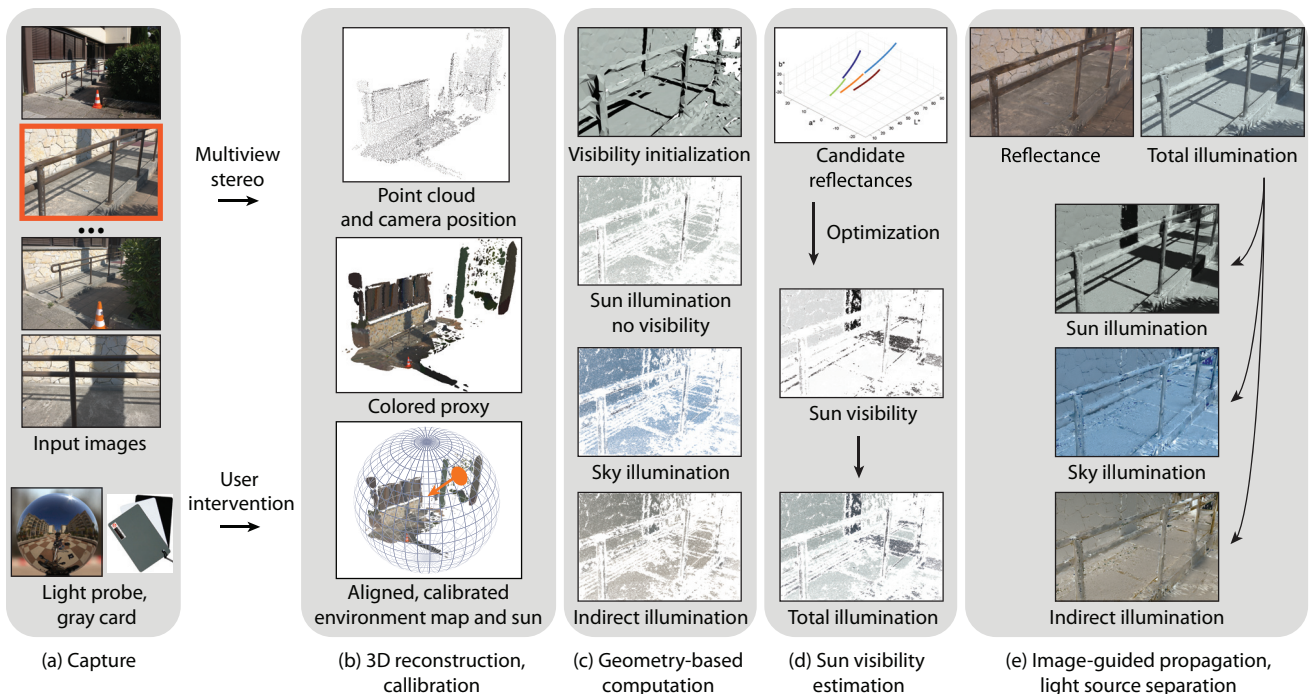 Input images
Light probe,
gray card
(a) Capture
Multiview
stereo
User
intervention
Point cloud
and camera position
Colored proxy
Aligned, calibrated
environment map and sun
(b) 3D reconstruction,
callibration
Visibility initialization
Sun illumination
no visibility
Sky illumination
Indirect illumination
(c) Geometry-based
computation
b*
a*
L*
Candidate
reflectances
Optimization
Sun visibility
Total illumination
(d) Sun visibility
estimation
Reflectance
Total illumination
Sun illumination
Sky illumination
Indirect illumination
(e) Image-guided propagation,
light source separation